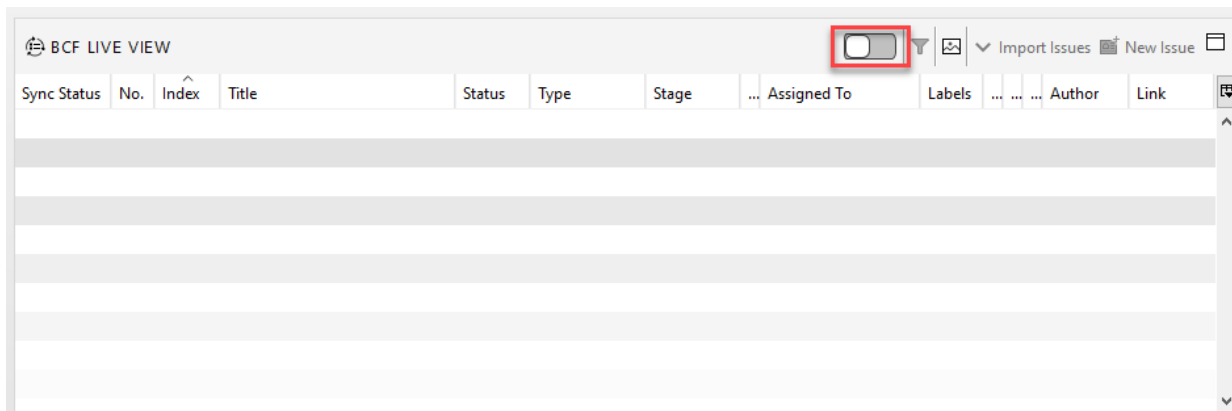 BCF LIVE VIEW Import Issues New Issue
Sync Status No. Index Title Status Type Stage ... Assigned To Labels ... ... ... Author Link